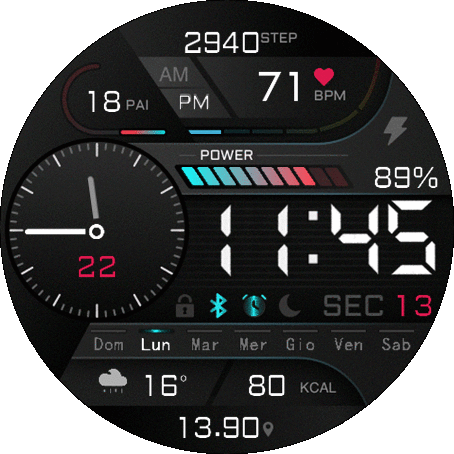 2940 STEP
AM
18 PAI
PM
71 BPM
POWER
89%
11:45
22
SEC 13
Dom Lun Mar Mer Gio Ven Sab
16° 80 KCAL
13.90